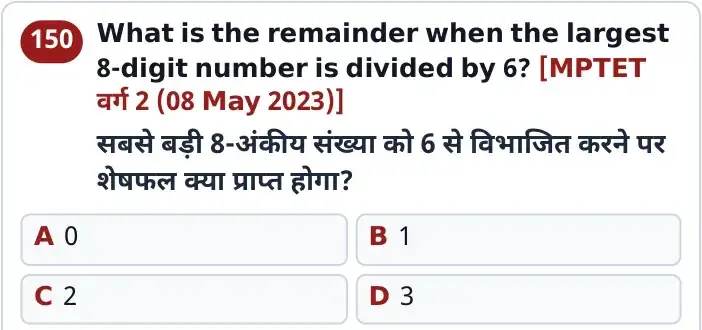 150 What is the remainder when the largest
8-digit number is divided by 6? [MPTET
वर्ग 2 (08 May 2023)]
सबसे बड़ी 8-अंकीय संख्या को 6 से विभाजित करने पर
शेषफल क्या प्राप्त होगा?
A 0
B 1
C 2
D 3